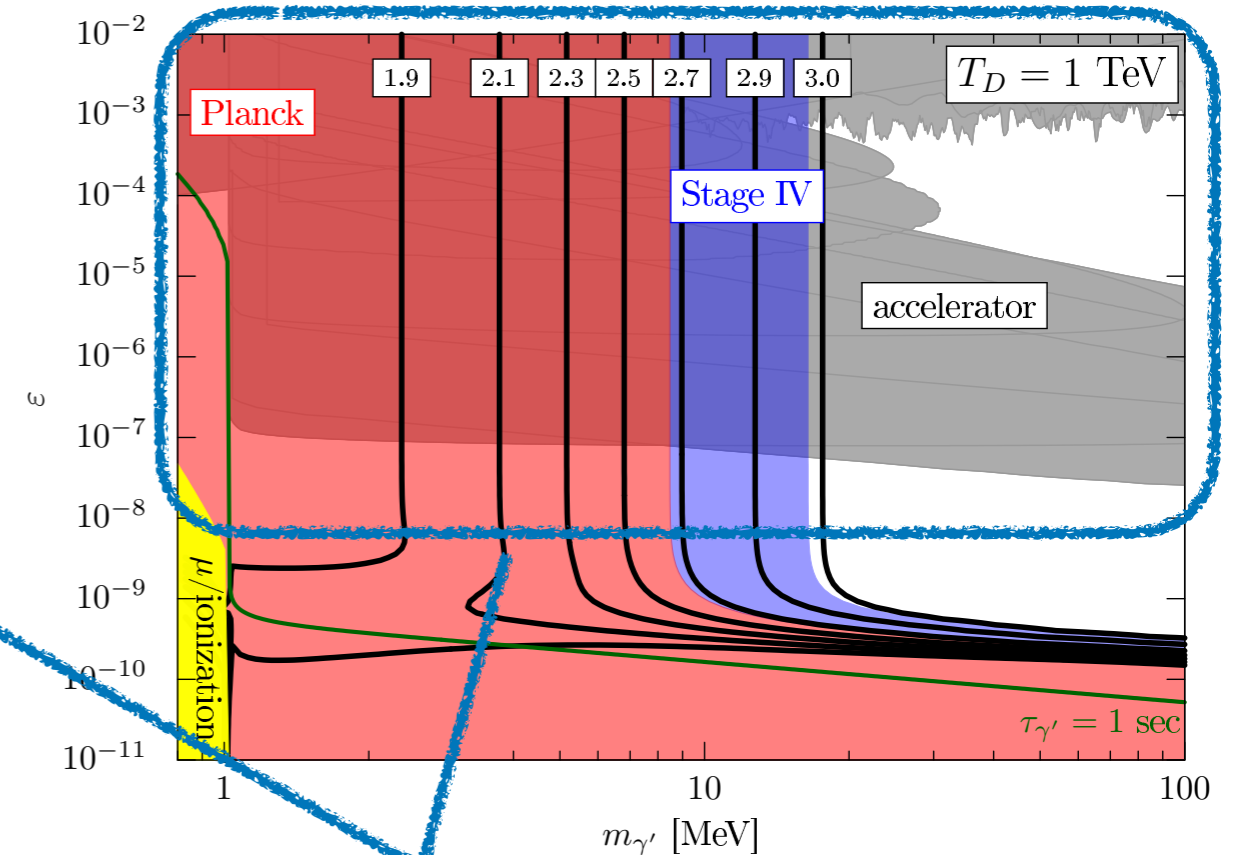 10⁻²
10⁻³
10⁻⁴
10⁻⁵
10⁻⁶
10⁻⁷
10⁻⁸
10⁻⁹
10⁻¹⁰
10⁻¹¹
ε
1.9 2.1 2.3 2.5 2.7 2.9 3.0
T_D = 1 TeV
Planck
Stage IV
accelerator
μ/ionization
τ_γ′ = 1 sec
1 10 100
m_γ′ [MeV]